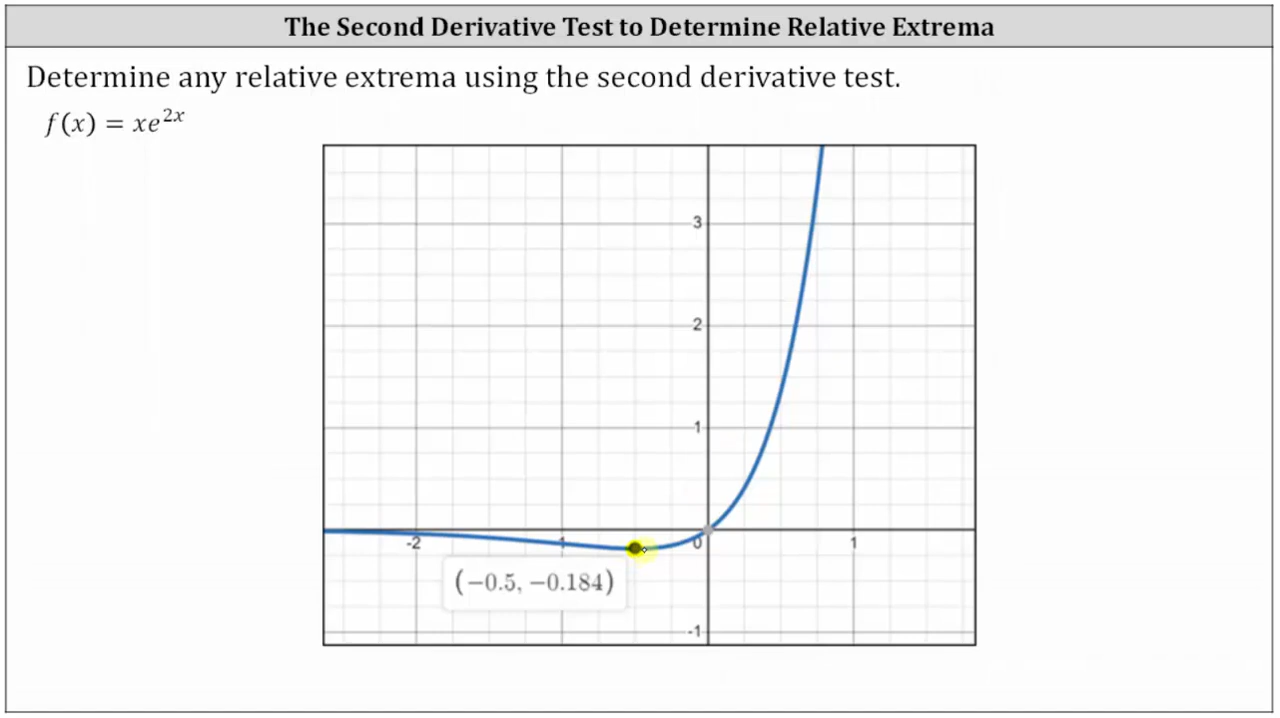 The Second Derivative Test to Determine Relative Extrema
Determine any relative extrema using the second derivative test.
f(x) = xe^{2x}
3
2
1
-2 -1 0 1
(−0.5, −0.184)
-1